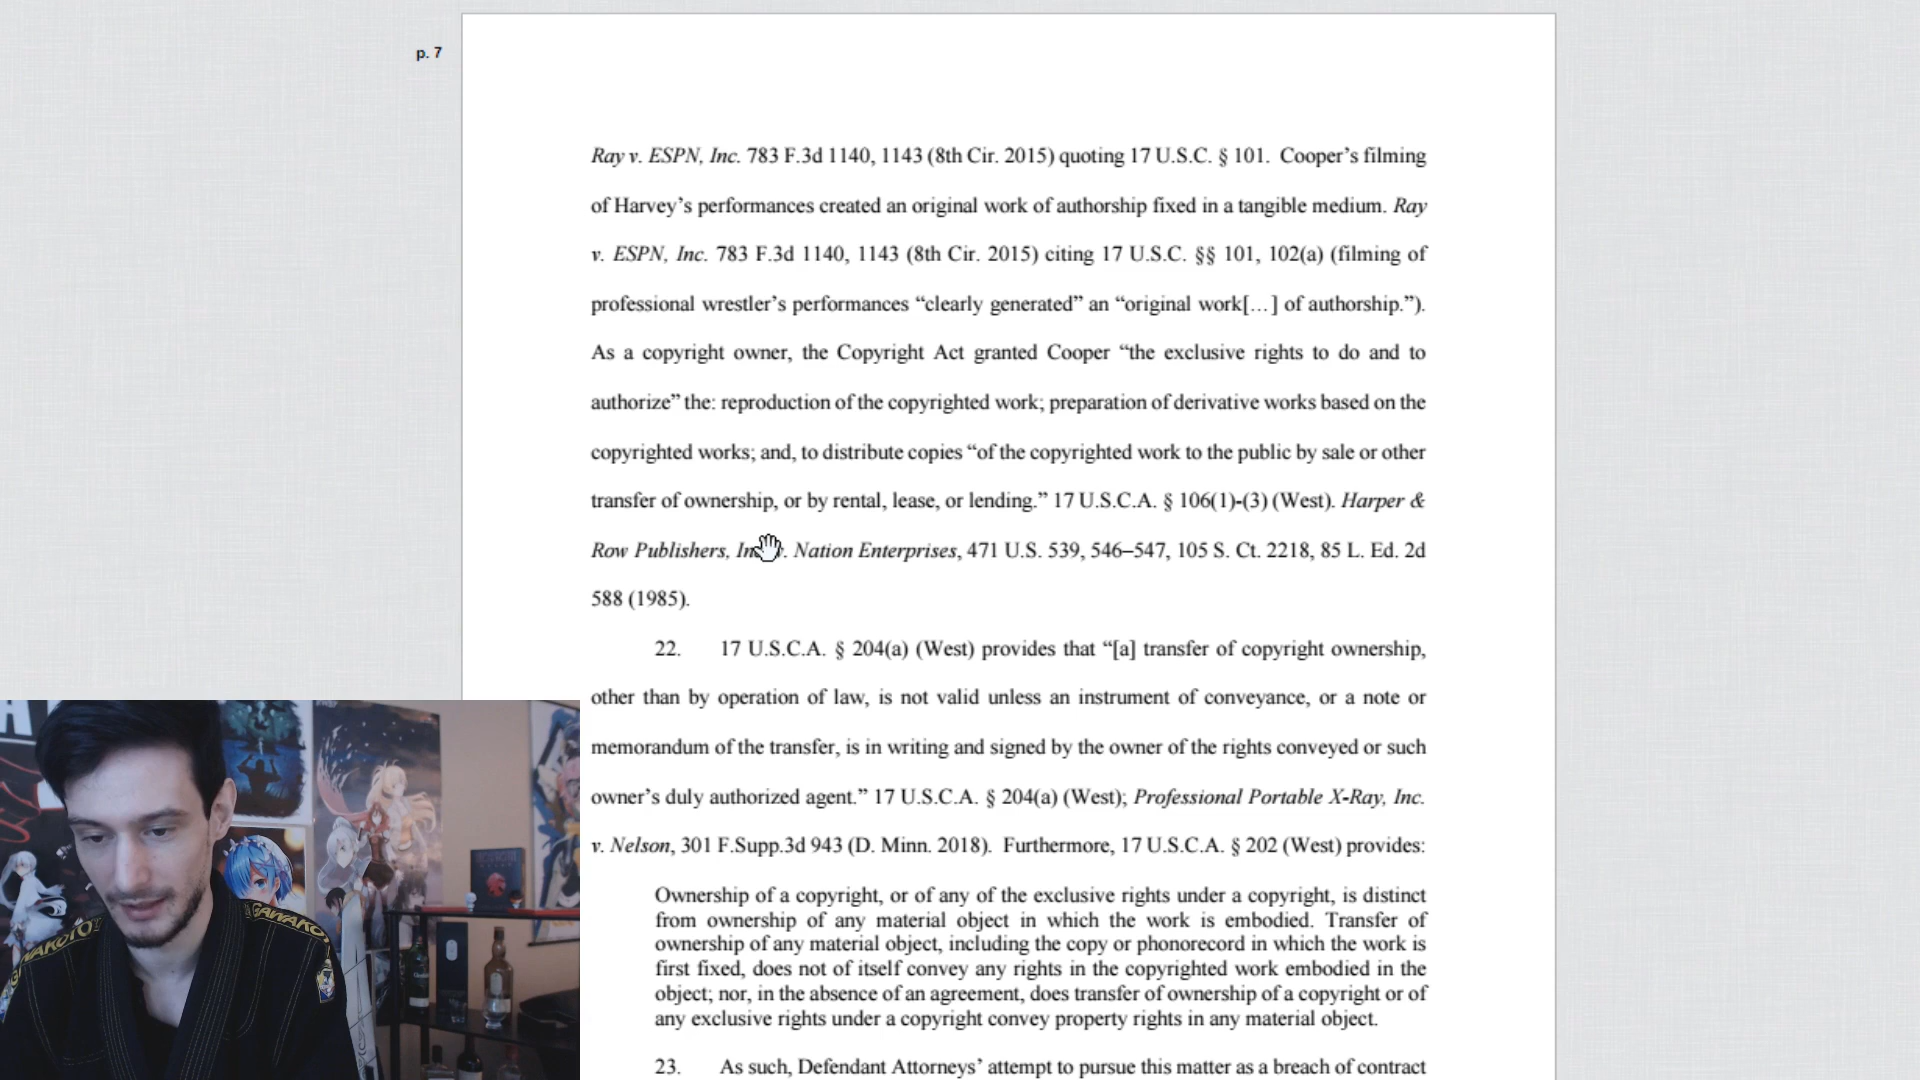 p. 7
Ray v. ESPN, Inc. 783 F.3d 1140, 1143 (8th Cir. 2015) quoting 17 U.S.C. § 101. Cooper’s filming
of Harvey’s performances created an original work of authorship fixed in a tangible medium. Ray
v. ESPN, Inc. 783 F.3d 1140, 1143 (8th Cir. 2015) citing 17 U.S.C. §§ 101, 102(a) (filming of
professional wrestler’s performances “clearly generated” an “original work[…] of authorship.”).
As a copyright owner, the Copyright Act granted Cooper “the exclusive rights to do and to
authorize” the: reproduction of the copyrighted work; preparation of derivative works based on the
copyrighted works; and, to distribute copies “of the copyrighted work to the public by sale or other
transfer of ownership, or by rental, lease, or lending.” 17 U.S.C.A. § 106(1)-(3) (West). Harper &
Row Publishers, v. Nation Enterprises, 471 U.S. 539, 546–547, 105 S. Ct. 2218, 85 L. Ed. 2d
588 (1985).
22. 17 U.S.C.A. § 204(a) (West) provides that “[a] transfer of copyright ownership,
other than by operation of law, is not valid unless an instrument of conveyance, or a note or
memorandum of the transfer, is in writing and signed by the owner of the rights conveyed or such
owner’s duly authorized agent.” 17 U.S.C.A. § 204(a) (West); Professional Portable X-Ray, Inc.
v. Nelson, 301 F.Supp.3d 943 (D. Minn. 2018). Furthermore, 17 U.S.C.A. § 202 (West) provides:
Ownership of a copyright, or of any of the exclusive rights under a copyright, is distinct
from ownership of any material object in which the work is embodied. Transfer of
ownership of any material object, including the copy or phonorecord in which the work is
first fixed, does not of itself convey any rights in the copyrighted work embodied in the
object; nor, in the absence of an agreement, does transfer of ownership of a copyright or of
any exclusive rights under a copyright convey property rights in any material object.
23. As such, Defendant Attorneys’ attempt to pursue this matter as a breach of contract